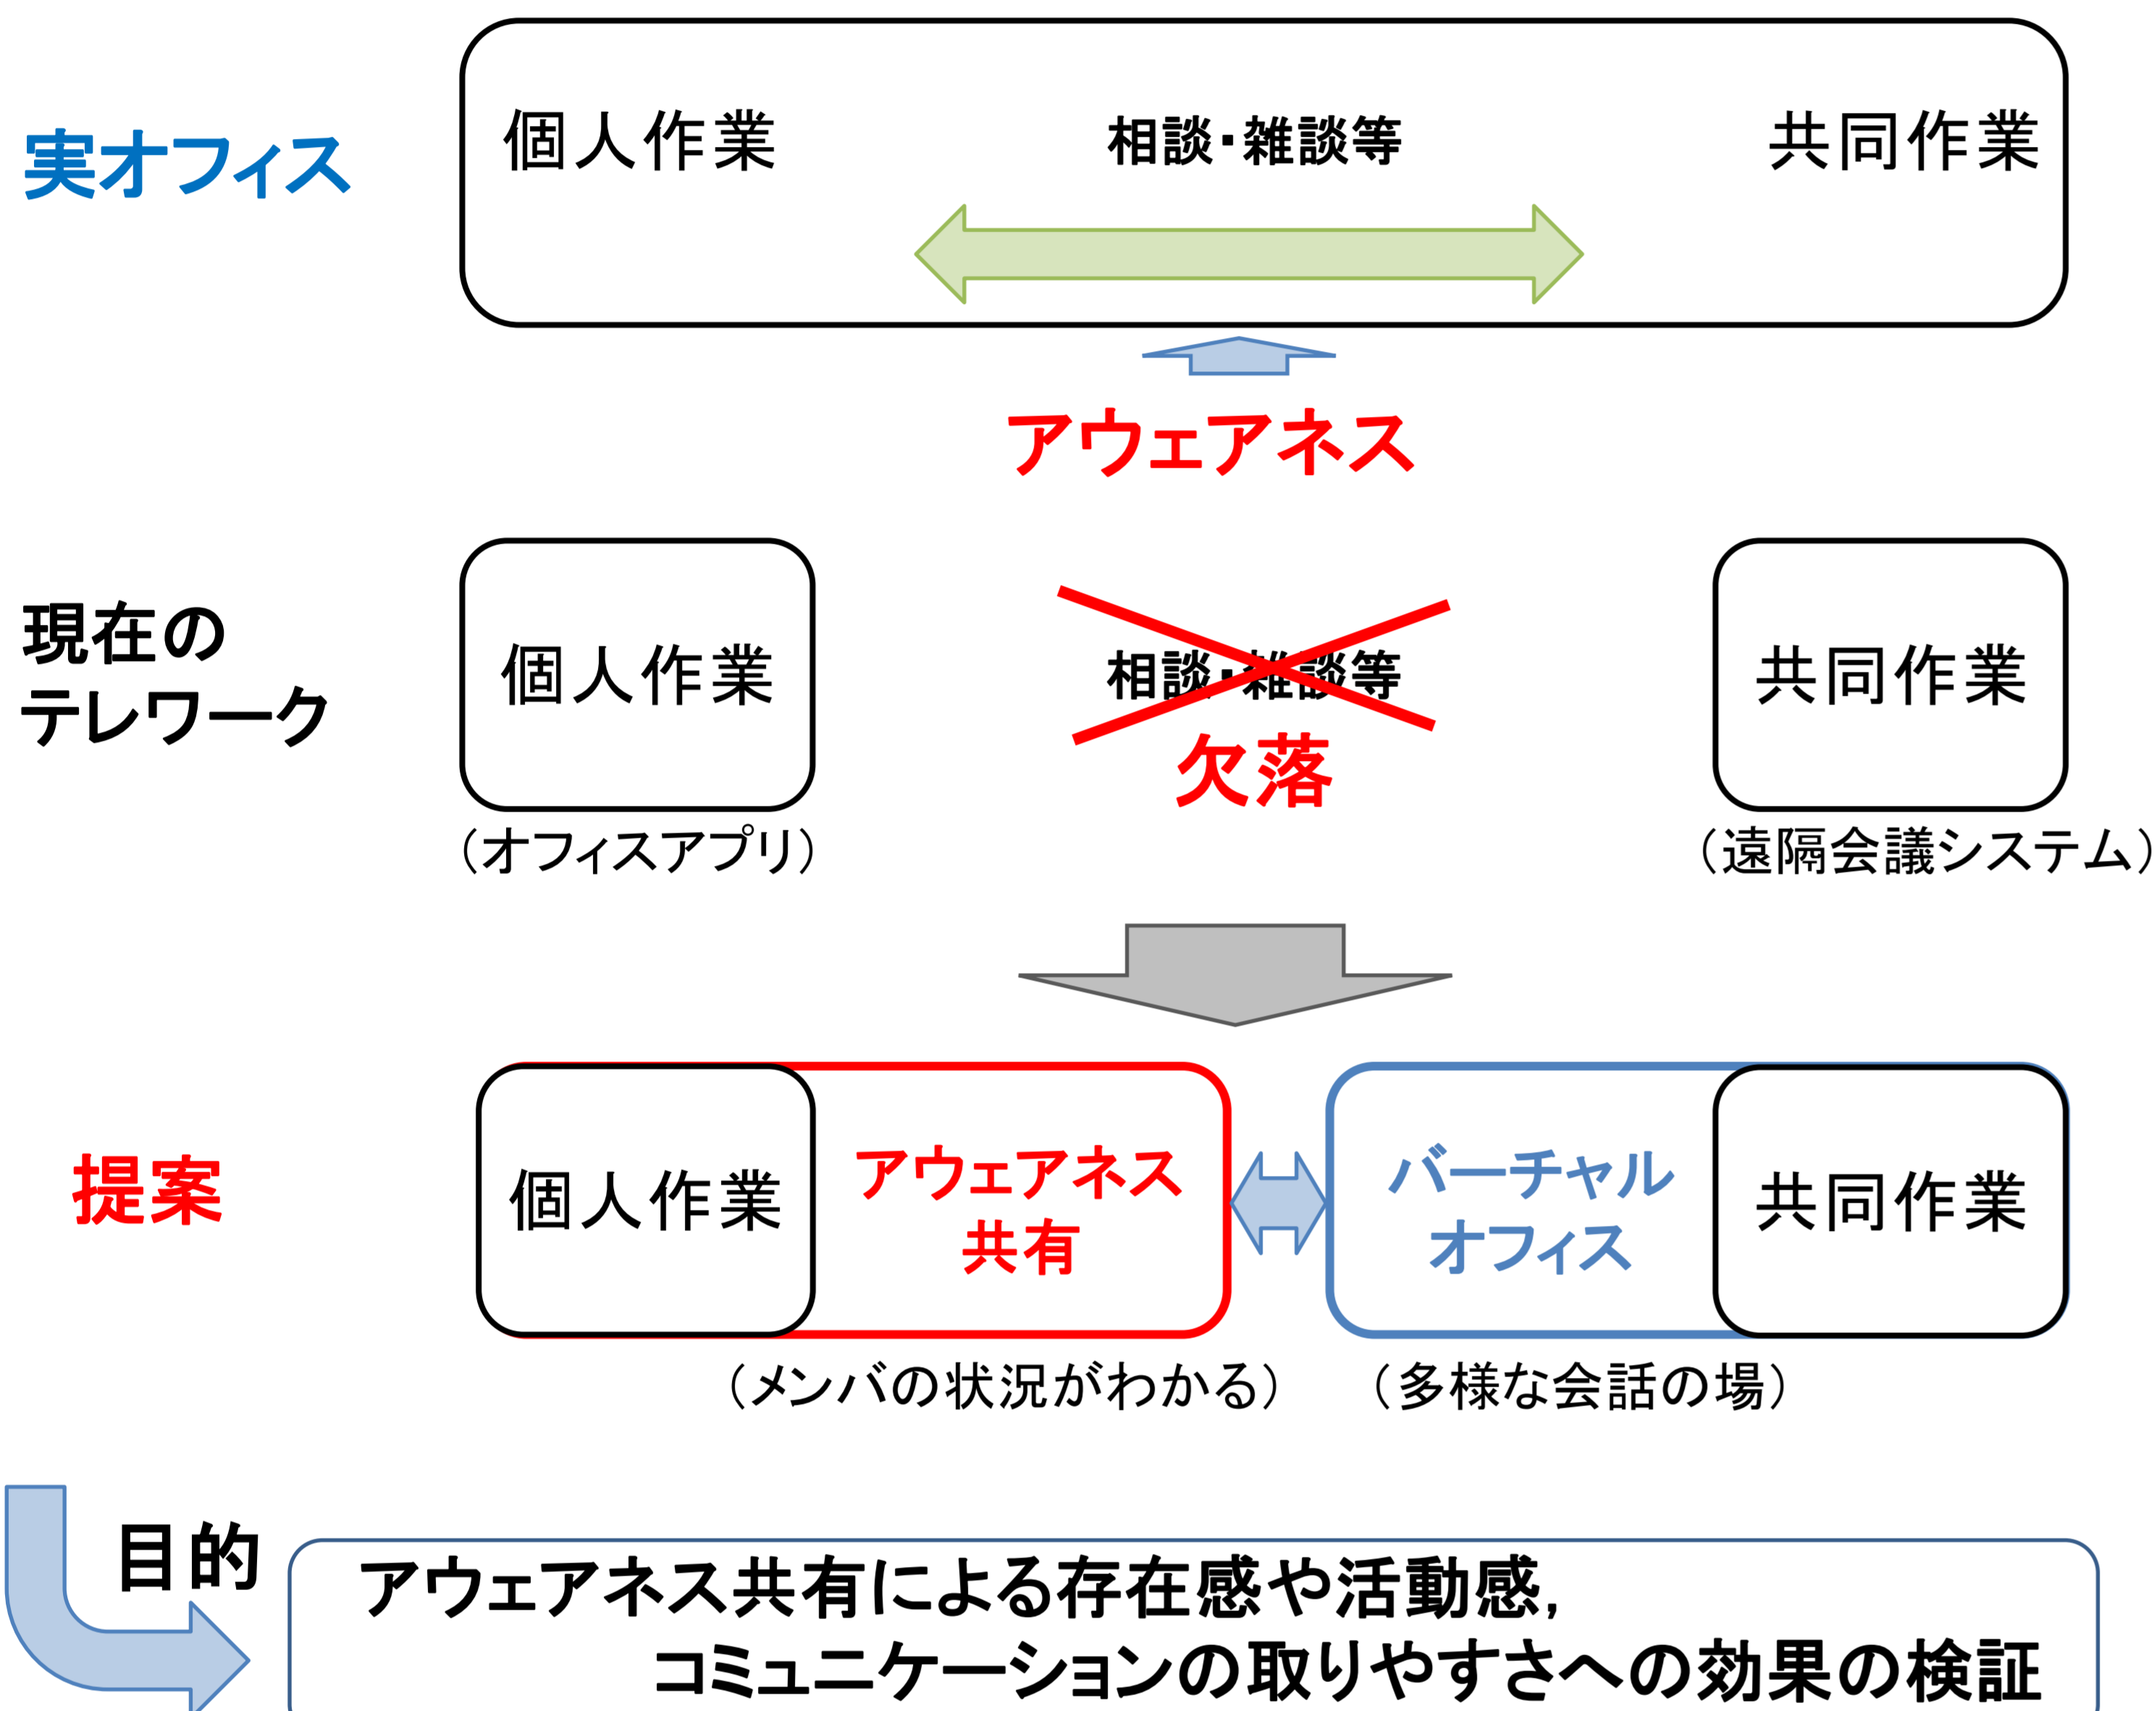 実オフィス
個人作業
相談・雑談等
共同作業
アウェアネス
現在の
テレワーク
個人作業
相談・雑談等
欠落
共同作業
（オフィスアプリ）
（遠隔会議システム）
提案
個人作業
アウェアネス
共有
バーチャル
オフィス
共同作業
（メンバの状況がわかる）
（多様な会話の場）
目的
アウェアネス共有による存在感や活動感，
コミュニケーションの取りやすさへの効果の検証